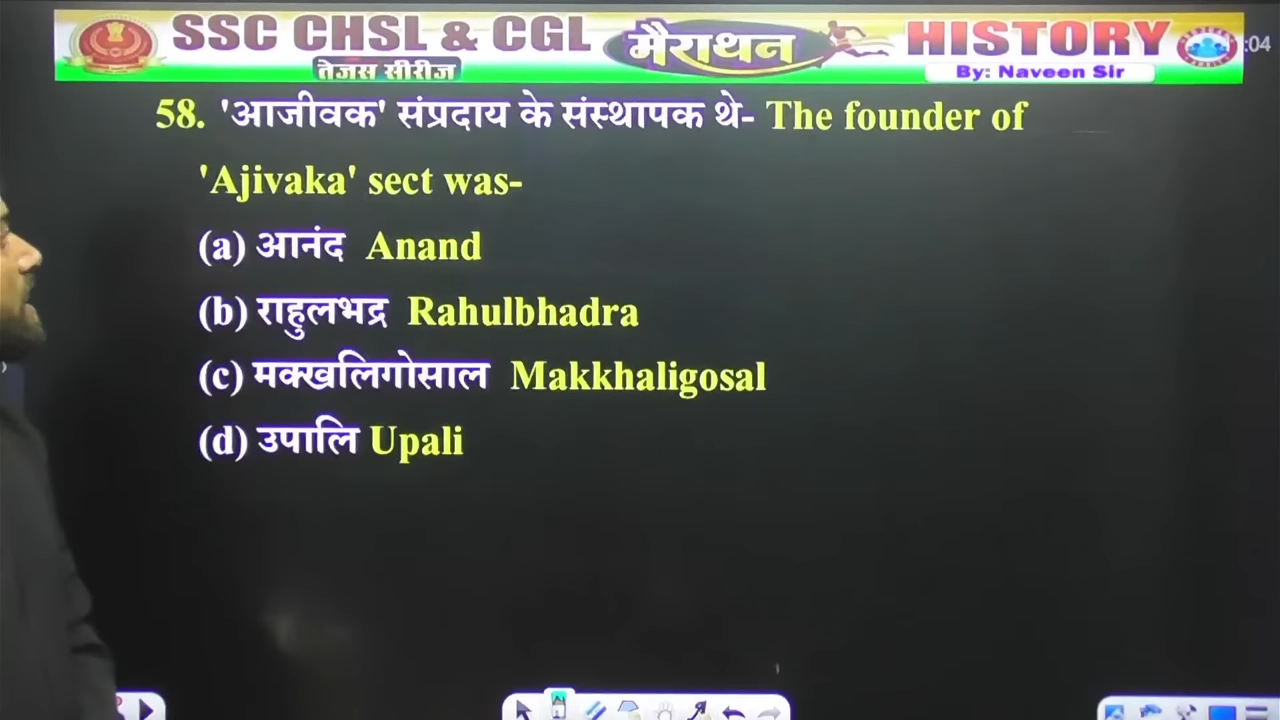 SSC CHSL & CGL मैराथन HISTORY :04
तेजस सीरीज By: Naveen Sir
58. 'आजीवक' संप्रदाय के संस्थापक थे- The founder of
'Ajivaka' sect was-
(a) आनंद Anand
(b) राहुलभद्र Rahulbhadra
(c) मक्खलिगोसाल Makkhaligosal
(d) उपालि Upali